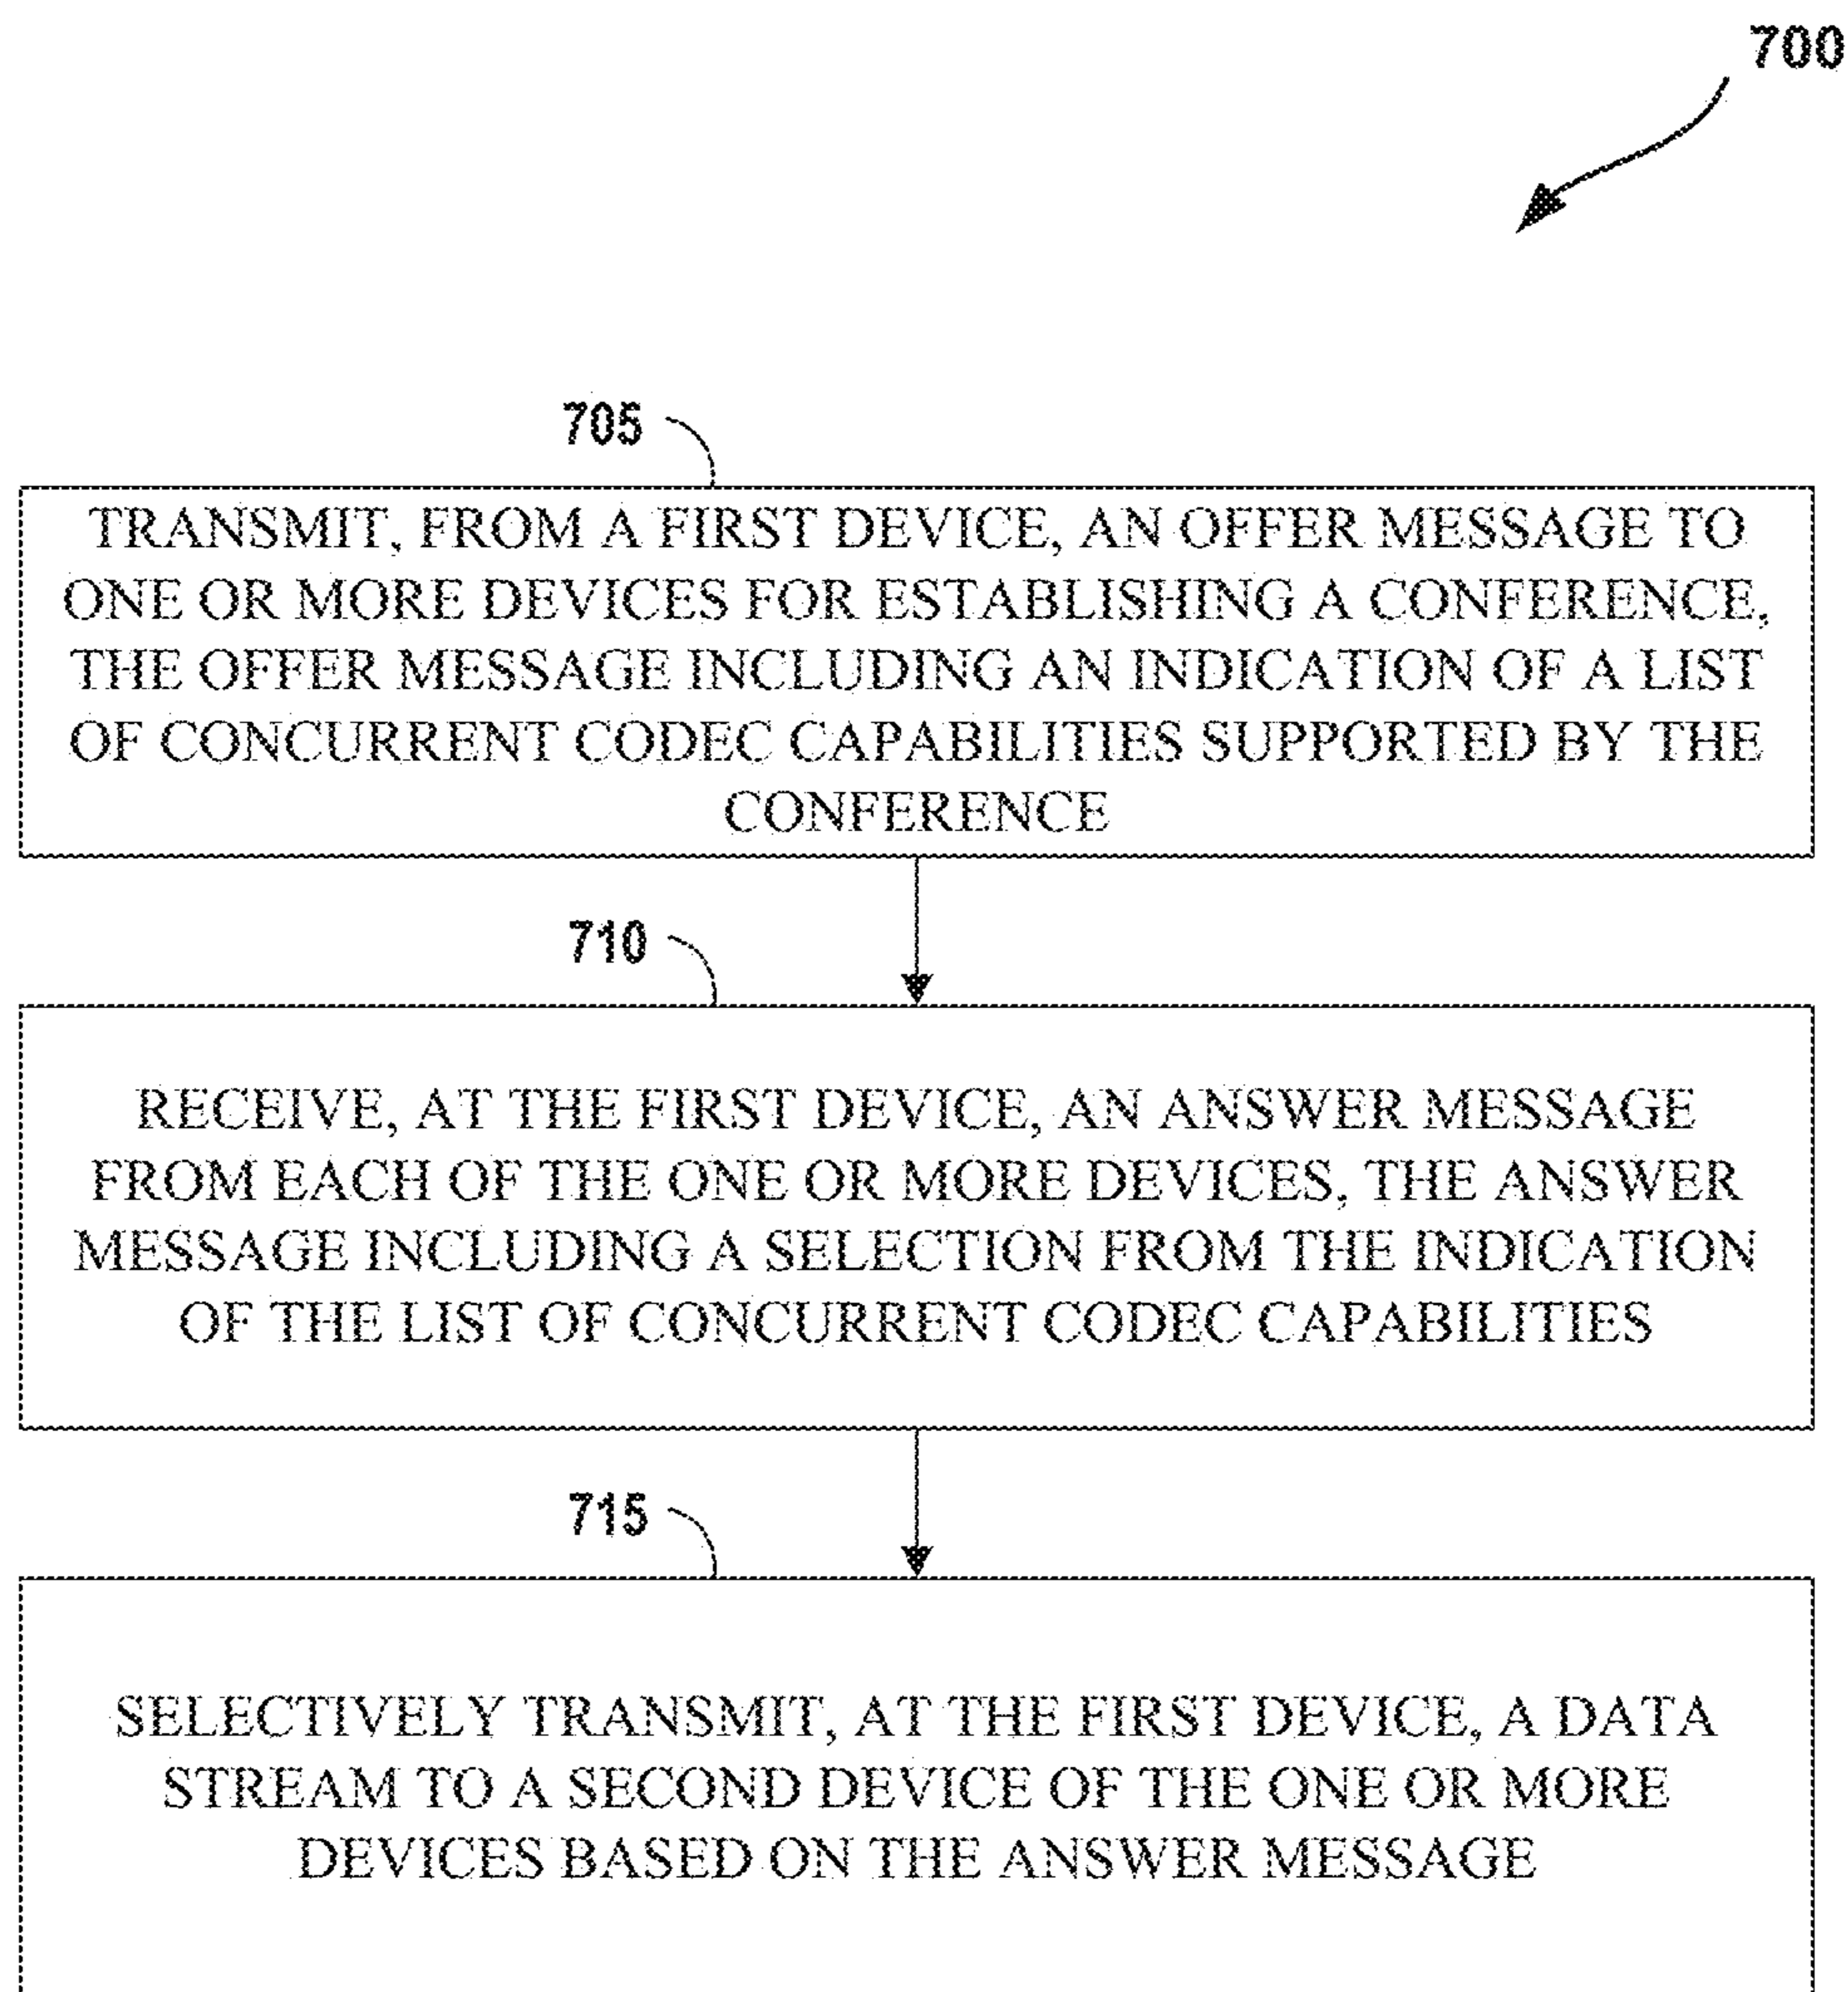 700
705
TRANSMIT, FROM A FIRST DEVICE, AN OFFER MESSAGE TO
ONE OR MORE DEVICES FOR ESTABLISHING A CONFERENCE,
THE OFFER MESSAGE INCLUDING AN INDICATION OF A LIST
OF CONCURRENT CODEC CAPABILITIES SUPPORTED BY THE
CONFERENCE
710
RECEIVE, AT THE FIRST DEVICE, AN ANSWER MESSAGE
FROM EACH OF THE ONE OR MORE DEVICES, THE ANSWER
MESSAGE INCLUDING A SELECTION FROM THE INDICATION
OF THE LIST OF CONCURRENT CODEC CAPABILITIES
715
SELECTIVELY TRANSMIT, AT THE FIRST DEVICE, A DATA
STREAM TO A SECOND DEVICE OF THE ONE OR MORE
DEVICES BASED ON THE ANSWER MESSAGE